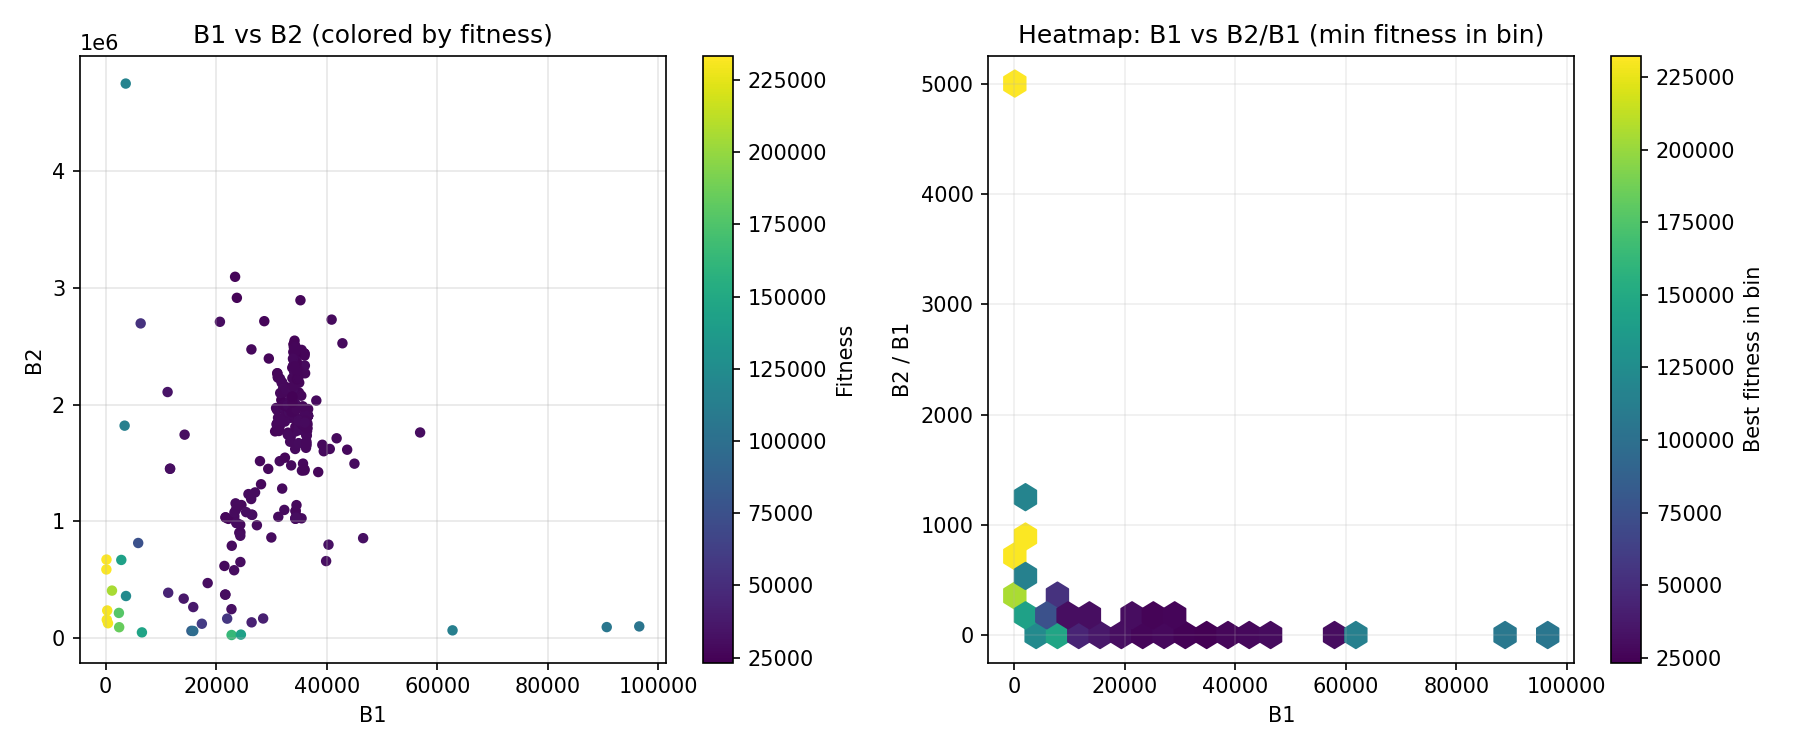 B1 vs B2 (colored by fitness)
1e6
4
3
2
1
0
B2
0 20000 40000 60000 80000 100000
B1
225000
200000
175000
150000
125000
100000
75000
50000
25000
Fitness
Heatmap: B1 vs B2/B1 (min fitness in bin)
5000
4000
3000
2000
1000
0
B2 / B1
0 20000 40000 60000 80000 100000
B1
225000
200000
175000
150000
125000
100000
75000
50000
25000
Best fitness in bin